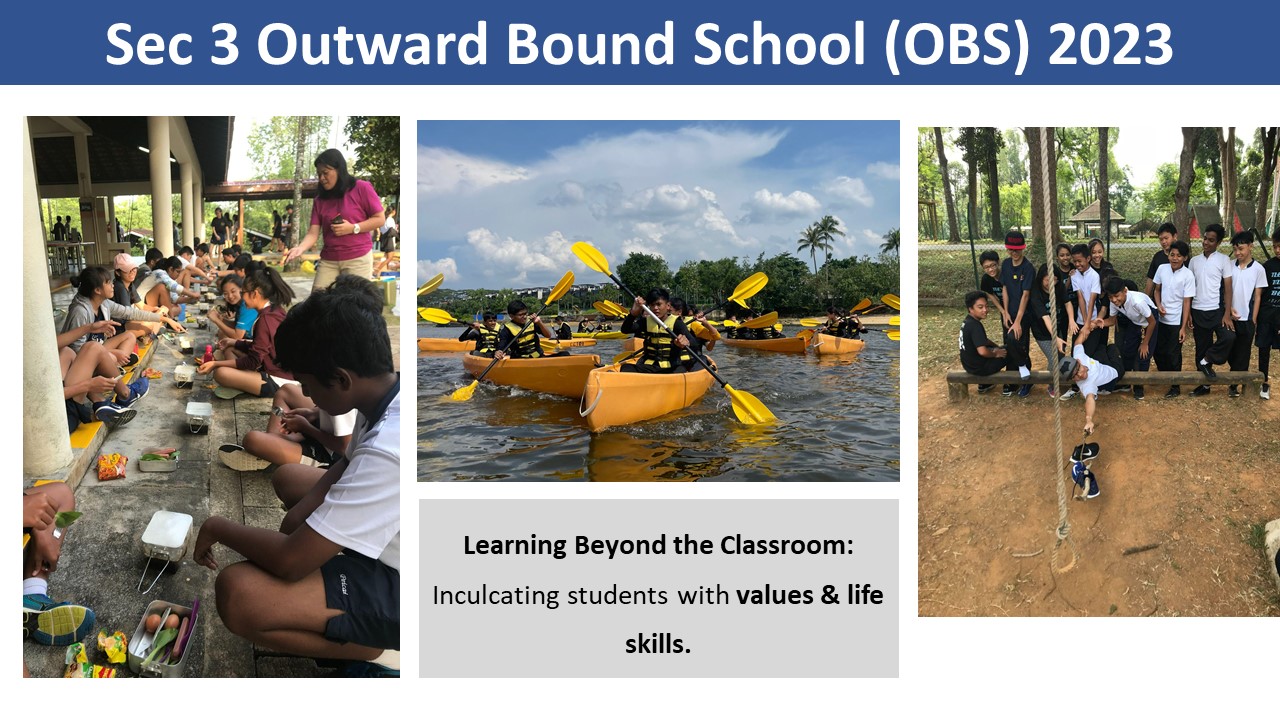 Sec 3 Outward Bound School (OBS) 2023
Learning Beyond the Classroom:
Inculcating students with values & life
skills.